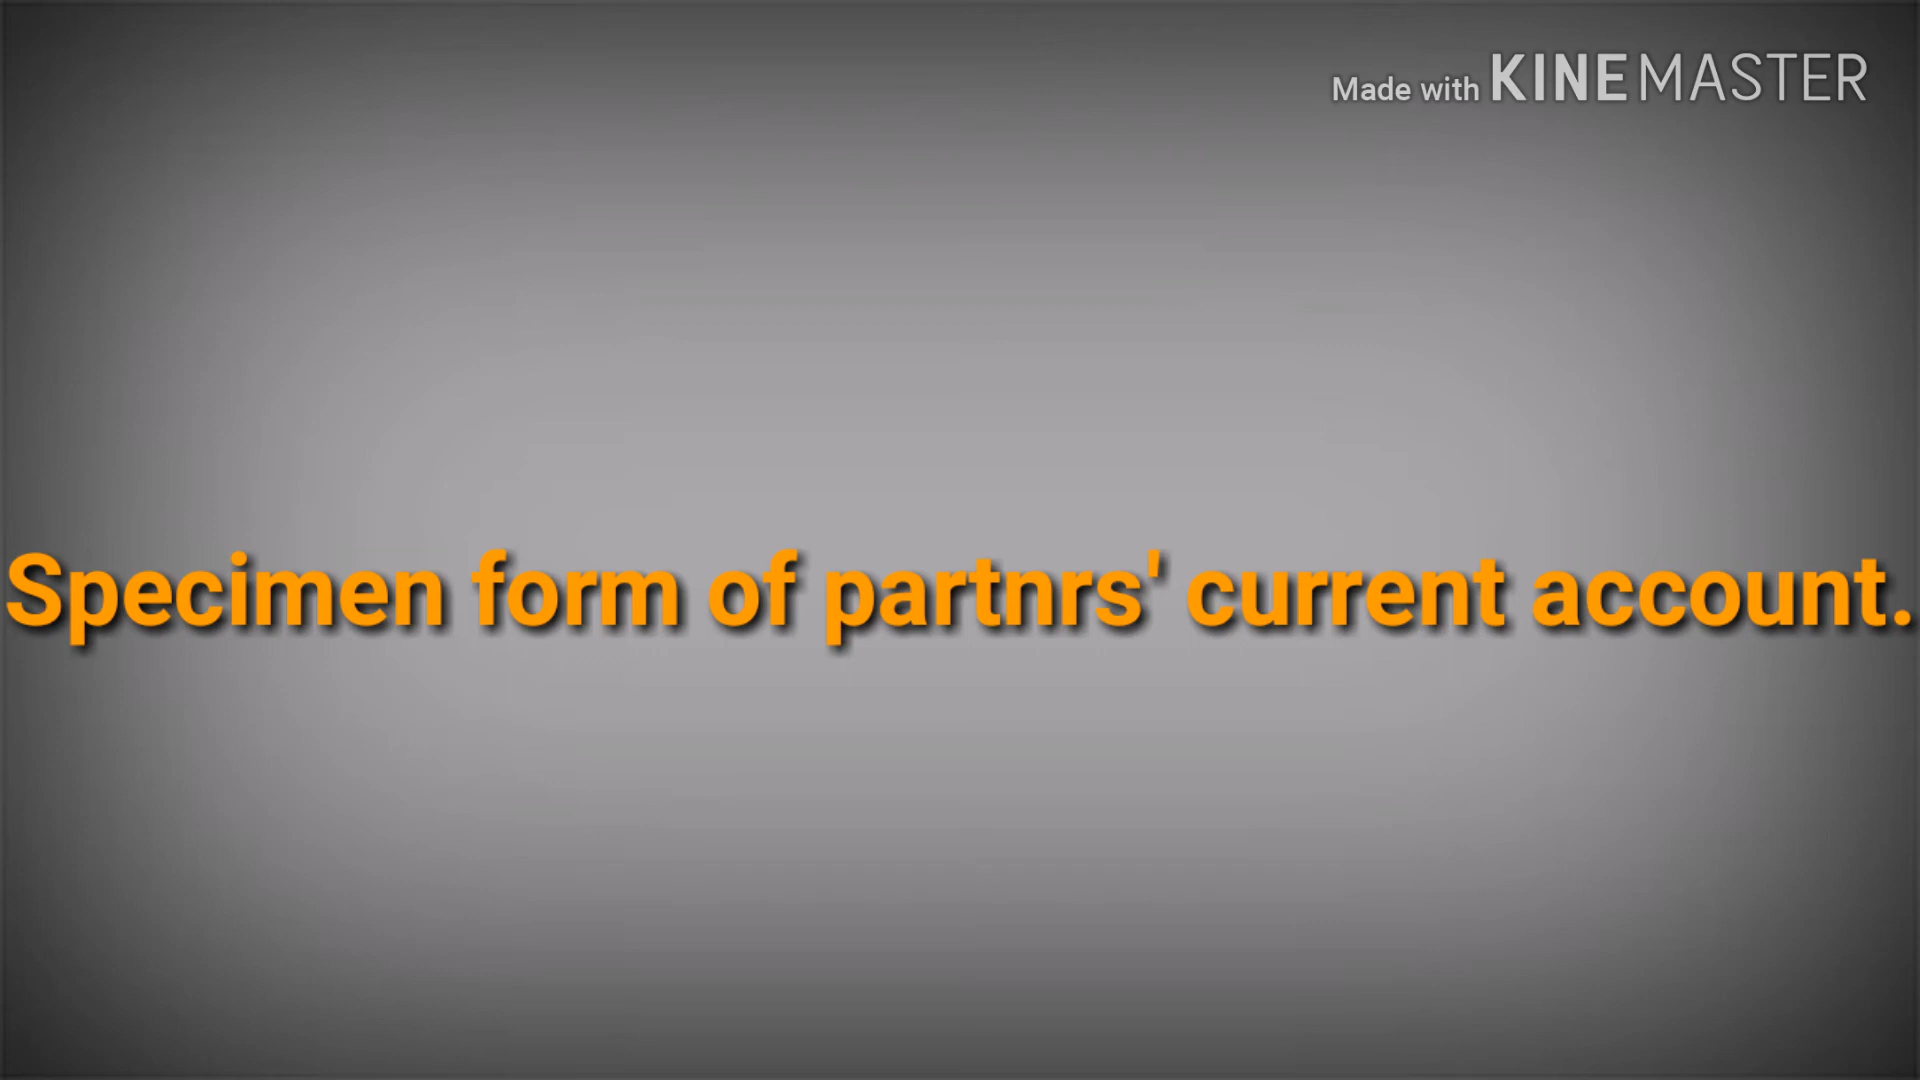 Made with KINEMASTER
Specimen form of partnrs' current account.